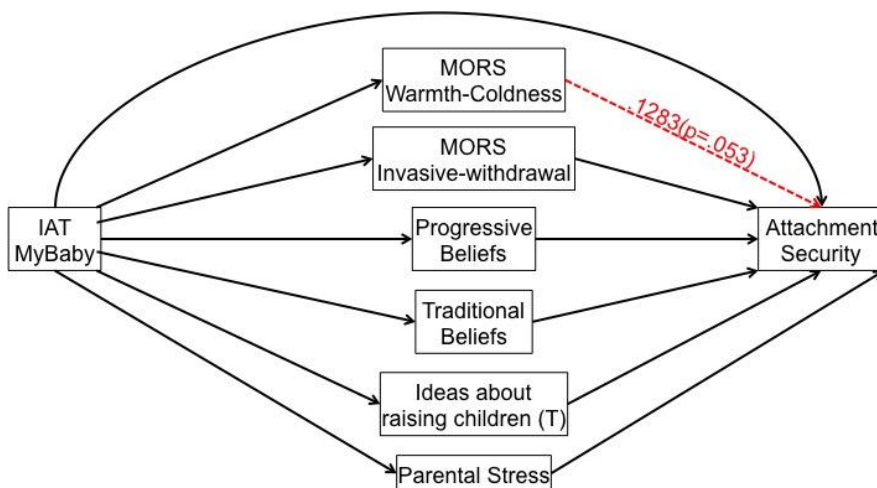 MORS
Warmth-Coldness
.1283(p=.053)
MORS
Invasive-withdrawal
IAT
MyBaby
Progressive
Beliefs
Attachment
Security
Traditional
Beliefs
Ideas about
raising children (T)
Parental Stress